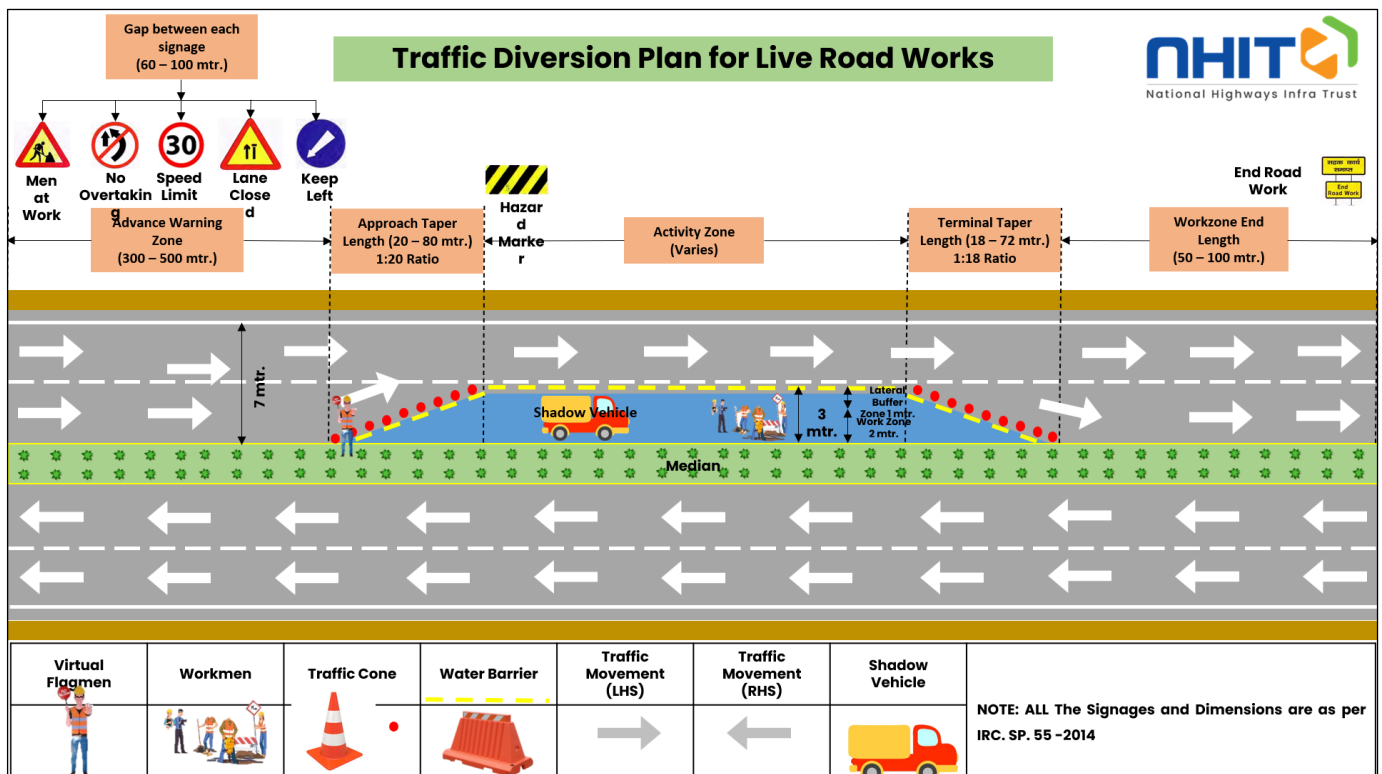 Gap between each
signage
(60 – 100 mtr.)
Traffic Diversion Plan for Live Road Works
NHIT
National Highways Infra Trust
30
Men
at
Work
No
Overtakin
g
Speed
Limit
Lane
Close
d
Keep
Left
Hazar
d
Marke
r
End Road
Work
सड़क कार्य
समाप्त
End
Road Work
Advance Warning
Zone
(300 – 500 mtr.)
Approach Taper
Length (20 – 80 mtr.)
1:20 Ratio
Activity Zone
(Varies)
Terminal Taper
Length (18 – 72 mtr.)
1:18 Ratio
Workzone End
Length
(50 – 100 mtr.)
7 mtr.
Shadow Vehicle
3
mtr.
Lateral
Buffer
Zone 1 mtr.
Work Zone
2 mtr.
Median
Virtual
Flagmen
Workmen
Traffic Cone
Water Barrier
Traffic
Movement
(LHS)
Traffic
Movement
(RHS)
Shadow
Vehicle
NOTE: ALL The Signages and Dimensions are as per
IRC. SP. 55 -2014